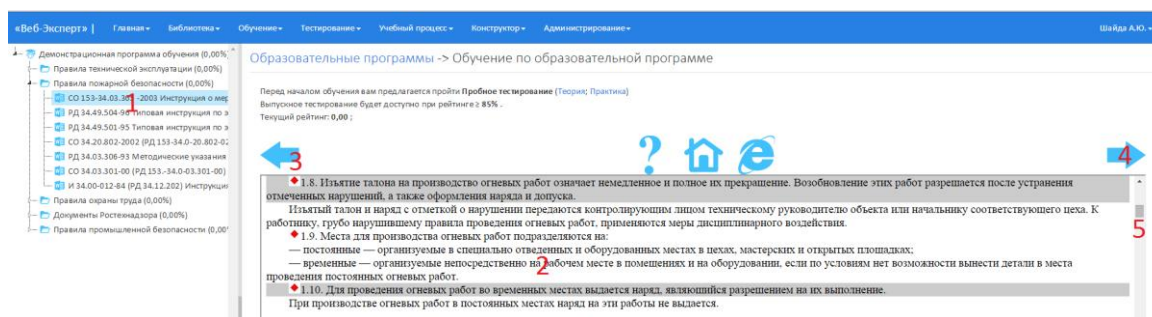 «Веб-Эксперт» | Главная Библиотека Обучение Тестирование Учебный процесс Конструктор Администрирование Шайда А.Ю.
Демонстрационная программа обучения (0,00%
Правила технической эксплуатации (0,00%)
Правила пожарной безопасности (0,00%)
СО 153-34.03.305-2003 Инструкция о мер
РД 34.49.504-96 Типовая инструкция по э
РД 34.49.501-95 Типовая инструкция по э
СО 34.20.802-2002 (РД 153-34.0-20.802-02
РД 34.03.306-93 Методические указания
СО 34.03.301-00 (РД 153.-34.0-03.301-00)
И 34.00-012-84 (РД 34.12.202) Инструкци
Правила охраны труда (0,00%)
Документы Ростехнадзора (0,00%)
Правила промышленной безопасности (0,00°
1
Образовательные программы -> Обучение по образовательной программе
Перед началом обучения вам предлагается пройти Пробное тестирование (Теория; Практика)
Выпускное тестирование будет доступно при рейтинге ≥ 85% .
Текущий рейтинг: 0,00 ;
3 ? 4
1.8. Изъятие талона на производство огневых работ означает немедленное и полное их прекращение. Возобновление этих работ разрешается после устранения
отмеченных нарушений, а также оформления наряда и допуска.
Изъятый талон и наряд с отметкой о нарушении передаются контролирующим лицом техническому руководителю объекта или начальнику соответствующего цеха. К
работнику, грубо нарушившему правила проведения огневых работ, применяются меры дисциплинарного воздействия.
5
1.9. Места для производства огневых работ подразделяются на:
— постоянные — организуемые в специально отведенных и оборудованных местах в цехах, мастерских и открытых площадках;
— временные — организуемые непосредственно на рабочем месте в помещениях и на оборудовании, если по условиям нет возможности вынести детали в места
проведения постоянных огневых работ.
2
1.10. Для проведения огневых работ во временных местах выдается наряд, являющийся разрешением на их выполнение.
При производстве огневых работ в постоянных местах наряд на эти работы не выдается.